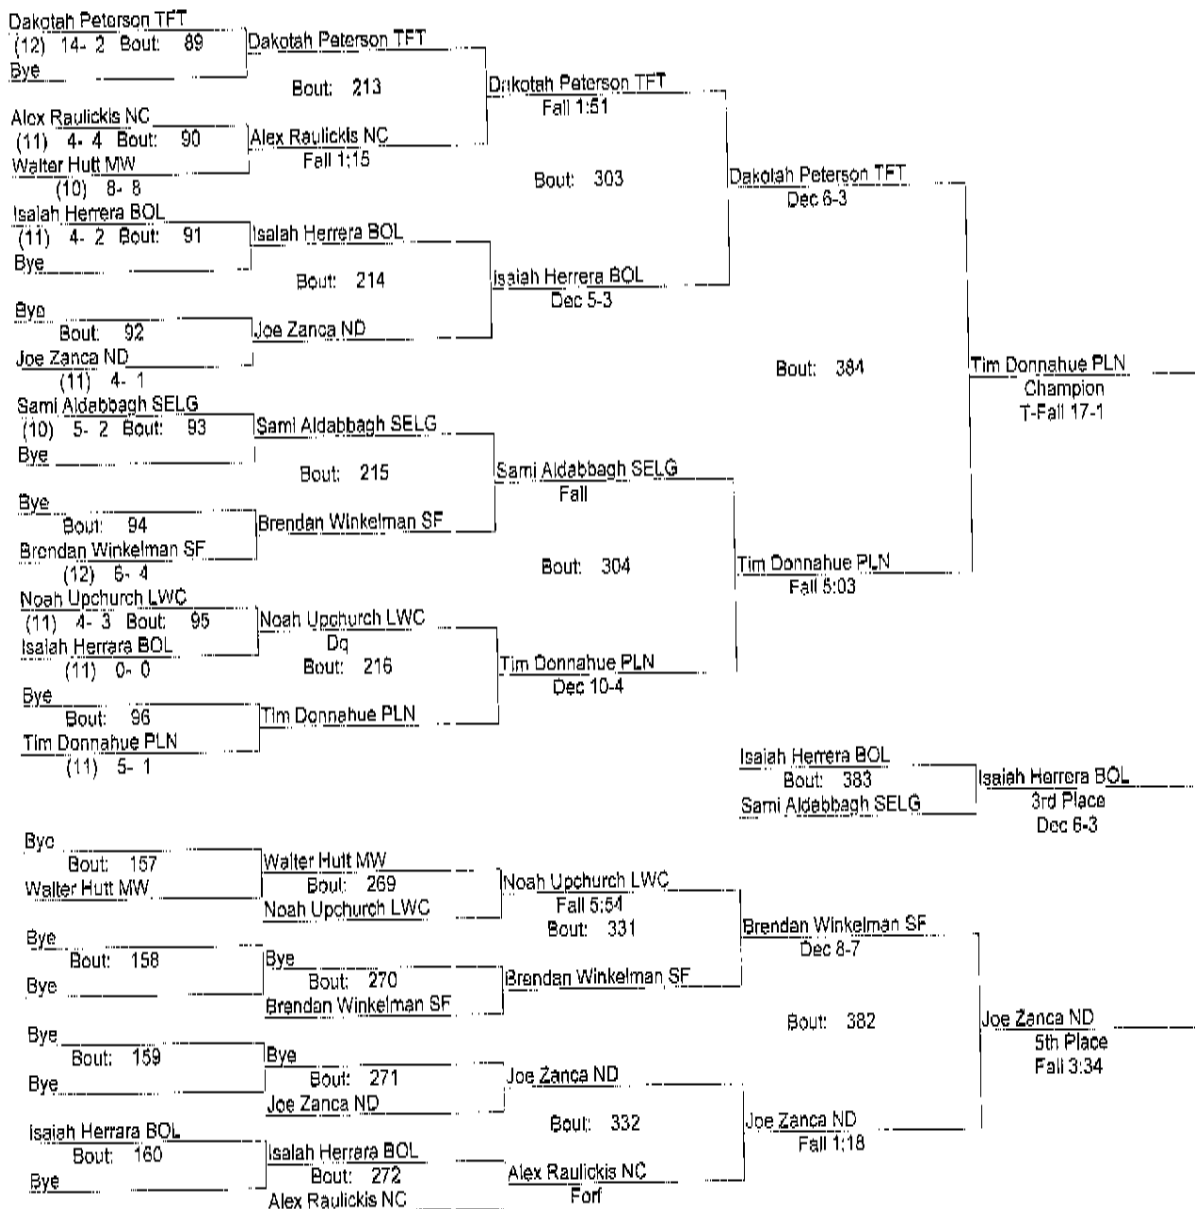 Dakotah Peterson TFT
(12) 14- 2 Bout: 89
Bye
Dakotah Peterson TFT
Bout: 213
Dakotah Peterson TFT
Fall 1:51
Alex Raulickis NC
(11) 4- 4 Bout: 90
Walter Hutt MW
(10) 8- 8
Alex Raulickis NC
Fall 1:15
Bout: 303
Dakotah Peterson TFT
Dec 6-3
Isaiah Herrera BOL
(11) 4- 2 Bout: 91
Bye
Isaiah Herrera BOL
Bout: 214
Isaiah Herrera BOL
Dec 5-3
Bye
Bout: 92
Joe Zanca ND
(11) 4- 1
Joe Zanca ND
Bout: 384
Tim Donnahue PLN
Champion
T-Fall 17-1
Sami Aldabbagh SELG
(10) 5- 2 Bout: 93
Bye
Sami Aldabbagh SELG
Bout: 215
Sami Aldabbagh SELG
Fall
Bye
Bout: 94
Brendan Winkelman SF
(12) 6- 4
Brendan Winkelman SF
Bout: 304
Tim Donnahue PLN
Fall 5:03
Noah Upchurch LWC
(11) 4- 3 Bout: 95
Isaiah Herrara BOL
(11) 0- 0
Noah Upchurch LWC
Dq
Bout: 216
Tim Donnahue PLN
Dec 10-4
Bye
Bout: 96
Tim Donnahue PLN
(11) 5- 1
Tim Donnahue PLN
Isaiah Herrera BOL
Bout: 383
Sami Aldabbagh SELG
Isaiah Herrera BOL
3rd Place
Dec 6-3
Bye
Bout: 157
Walter Hutt MW
Walter Hutt MW
Bout: 269
Noah Upchurch LWC
Noah Upchurch LWC
Fall 5:54
Bout: 331
Brendan Winkelman SF
Dec 8-7
Bye
Bout: 158
Bye
Bye
Bout: 270
Brendan Winkelman SF
Brendan Winkelman SF
Bout: 382
Joe Zanca ND
5th Place
Fall 3:34
Bye
Bout: 159
Bye
Bye
Bout: 271
Joe Zanca ND
Joe Zanca ND
Bout: 332
Joe Zanca ND
Fall 1:18
Isaiah Herrara BOL
Bout: 160
Bye
Isaiah Herrara BOL
Bout: 272
Alex Raulickis NC
Alex Raulickis NC
Forf